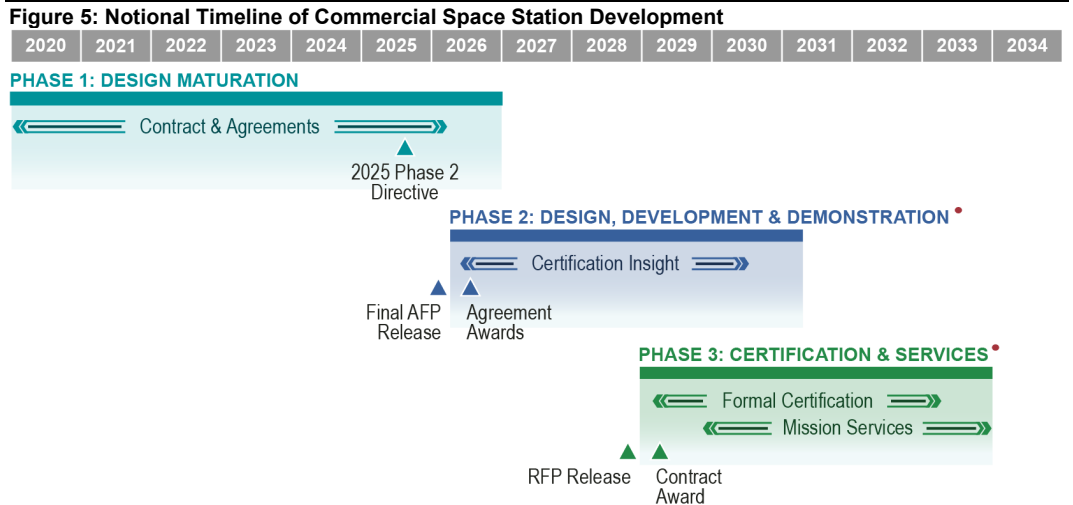 Figure 5: Notional Timeline of Commercial Space Station Development
2020 2021 2022 2023 2024 2025 2026 2027 2028 2029 2030 2031 2032 2033 2034
PHASE 1: DESIGN MATURATION
Contract & Agreements
2025 Phase 2
Directive
PHASE 2: DESIGN, DEVELOPMENT & DEMONSTRATION
Certification Insight
Final AFP
Release
Agreement
Awards
PHASE 3: CERTIFICATION & SERVICES
Formal Certification
Mission Services
RFP Release
Contract
Award